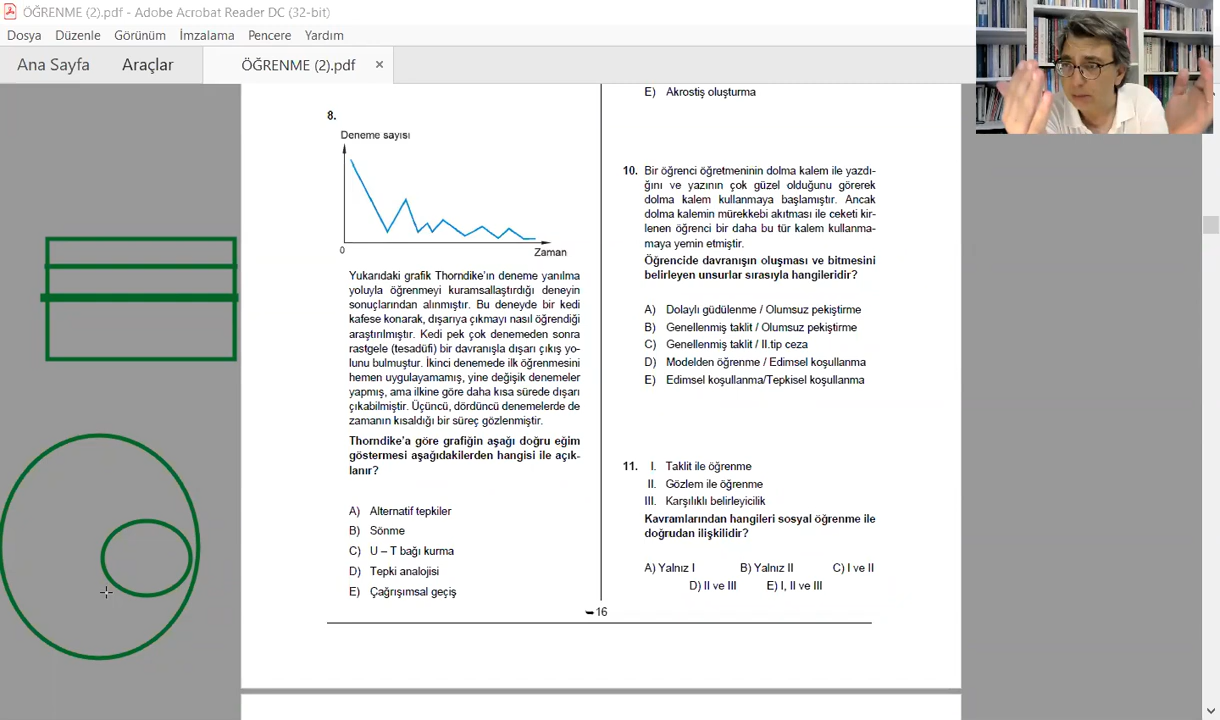 ÖĞRENME (2).pdf - Adobe Acrobat Reader DC (32-bit)
Dosya Düzenle Görünüm İmzalama Pencere Yardım
Ana Sayfa Araçlar ÖĞRENME (2).pdf ×
8.
Deneme sayısı
0
Zaman
Yukarıdaki grafik Thorndike'ın deneme yanılma
yoluyla öğrenmeyi kuramsallaştırdığı deneyin
sonuçlarından alınmıştır. Bu deneyde bir kedi
kafese konarak, dışarıya çıkmayı nasıl öğrendiği
araştırılmıştır. Kedi pek çok denemeden sonra
rastgele (tesadüfi) bir davranışla dışarı çıkış yo-
lunu bulmuştur. İkinci denemede ilk öğrenmesini
hemen uygulayamamış, yine değişik denemeler
yapmış, ama ilkine göre daha kısa sürede dışarı
çıkabilmiştir. Üçüncü, dördüncü denemelerde de
zamanın kısaldığı bir süreç gözlenmiştir.
Thorndike'a göre grafiğin aşağı doğru eğim
göstermesi aşağıdakilerden hangisi ile açık-
lanır?
A) Alternatif tepkiler
B) Sönme
C) U – T bağı kurma
D) Tepki analojisi
E) Çağrışımsal geçiş
E) Akrostiş oluşturma
10. Bir öğrenci öğretmeninin dolma kalem ile yazdı-
ğını ve yazının çok güzel olduğunu görerek
dolma kalem kullanmaya başlamıştır. Ancak
dolma kalemin mürekkebi akıtması ile ceketi kir-
lenen öğrenci bir daha bu tür kalem kullanma-
maya yemin etmiştir.
Öğrencide davranışın oluşması ve bitmesini
belirleyen unsurlar sırasıyla hangileridir?
A) Dolaylı güdülenme / Olumsuz pekiştirme
B) Genellenmiş taklit / Olumsuz pekiştirme
C) Genellenmiş taklit / II.tip ceza
D) Modelden öğrenme / Edimsel koşullanma
E) Edimsel koşullanma/Tepkisel koşullanma
11. I. Taklit ile öğrenme
II. Gözlem ile öğrenme
III. Karşılıklı belirleyicilik
Kavramlarından hangileri sosyal öğrenme ile
doğrudan ilişkilidir?
A) Yalnız I B) Yalnız II C) I ve II
D) II ve III E) I, II ve III
16